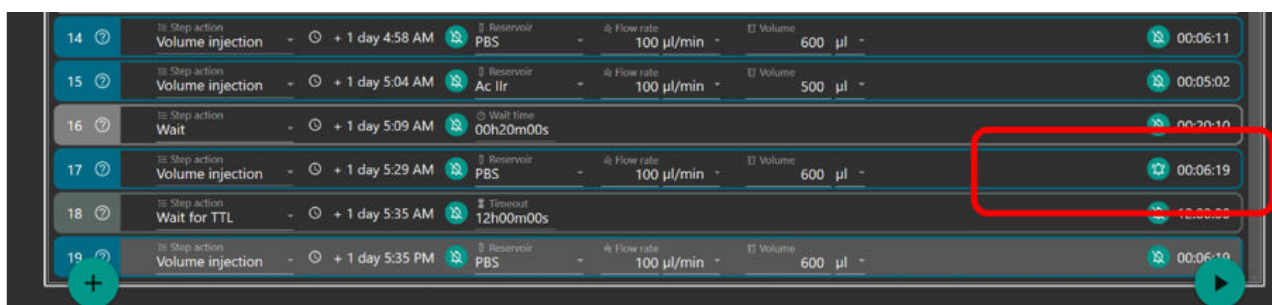 14 Step action Volume injection + 1 day 4:58 AM Reservoir PBS Flow rate 100 µl/min Volume 600 µl 00:06:11
15 Step action Volume injection + 1 day 5:04 AM Reservoir Ac IIr Flow rate 100 µl/min Volume 500 µl 00:05:02
16 Step action Wait + 1 day 5:09 AM Wait time 00h20m00s 00:20:10
17 Step action Volume injection + 1 day 5:29 AM Reservoir PBS Flow rate 100 µl/min Volume 600 µl 00:06:19
18 Step action Wait for TTL + 1 day 5:35 AM Timeout 12h00m00s 12:00:00
19 Step action Volume injection + 1 day 5:35 PM Reservoir PBS Flow rate 100 µl/min Volume 600 µl 00:06:19